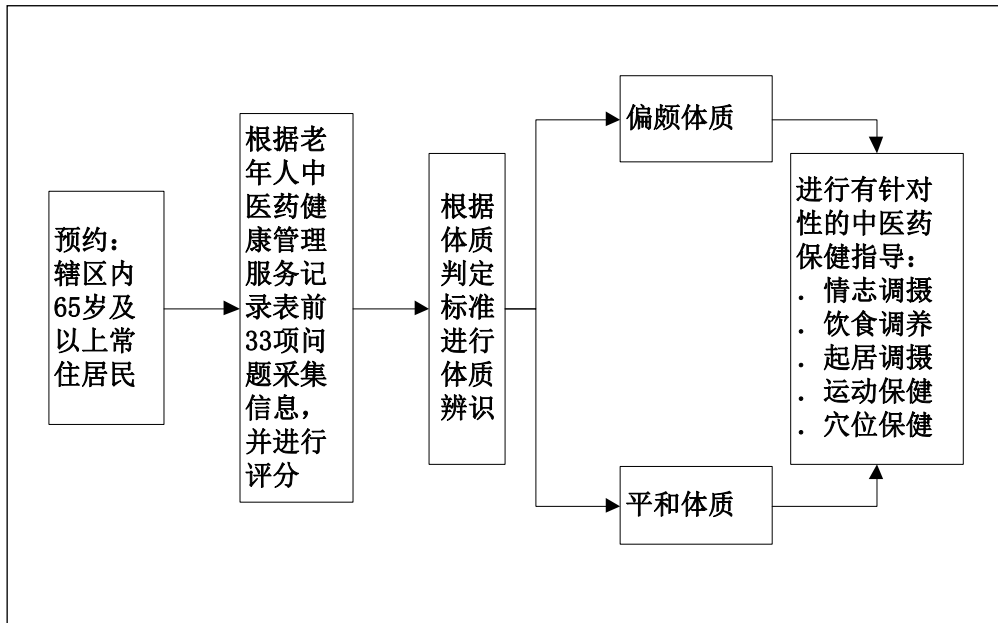 预约：
辖区内
65岁及
以上常
住居民
根据老
年人中
医药健
康管理
服务记
录表前
33项问
题采集
信息，
并进行
评分
根据
体质
判定
标准
进行
体质
辨识
偏颇体质
平和体质
进行有针对
性的中医药
保健指导：
．情志调摄
．饮食调养
．起居调摄
．运动保健
．穴位保健